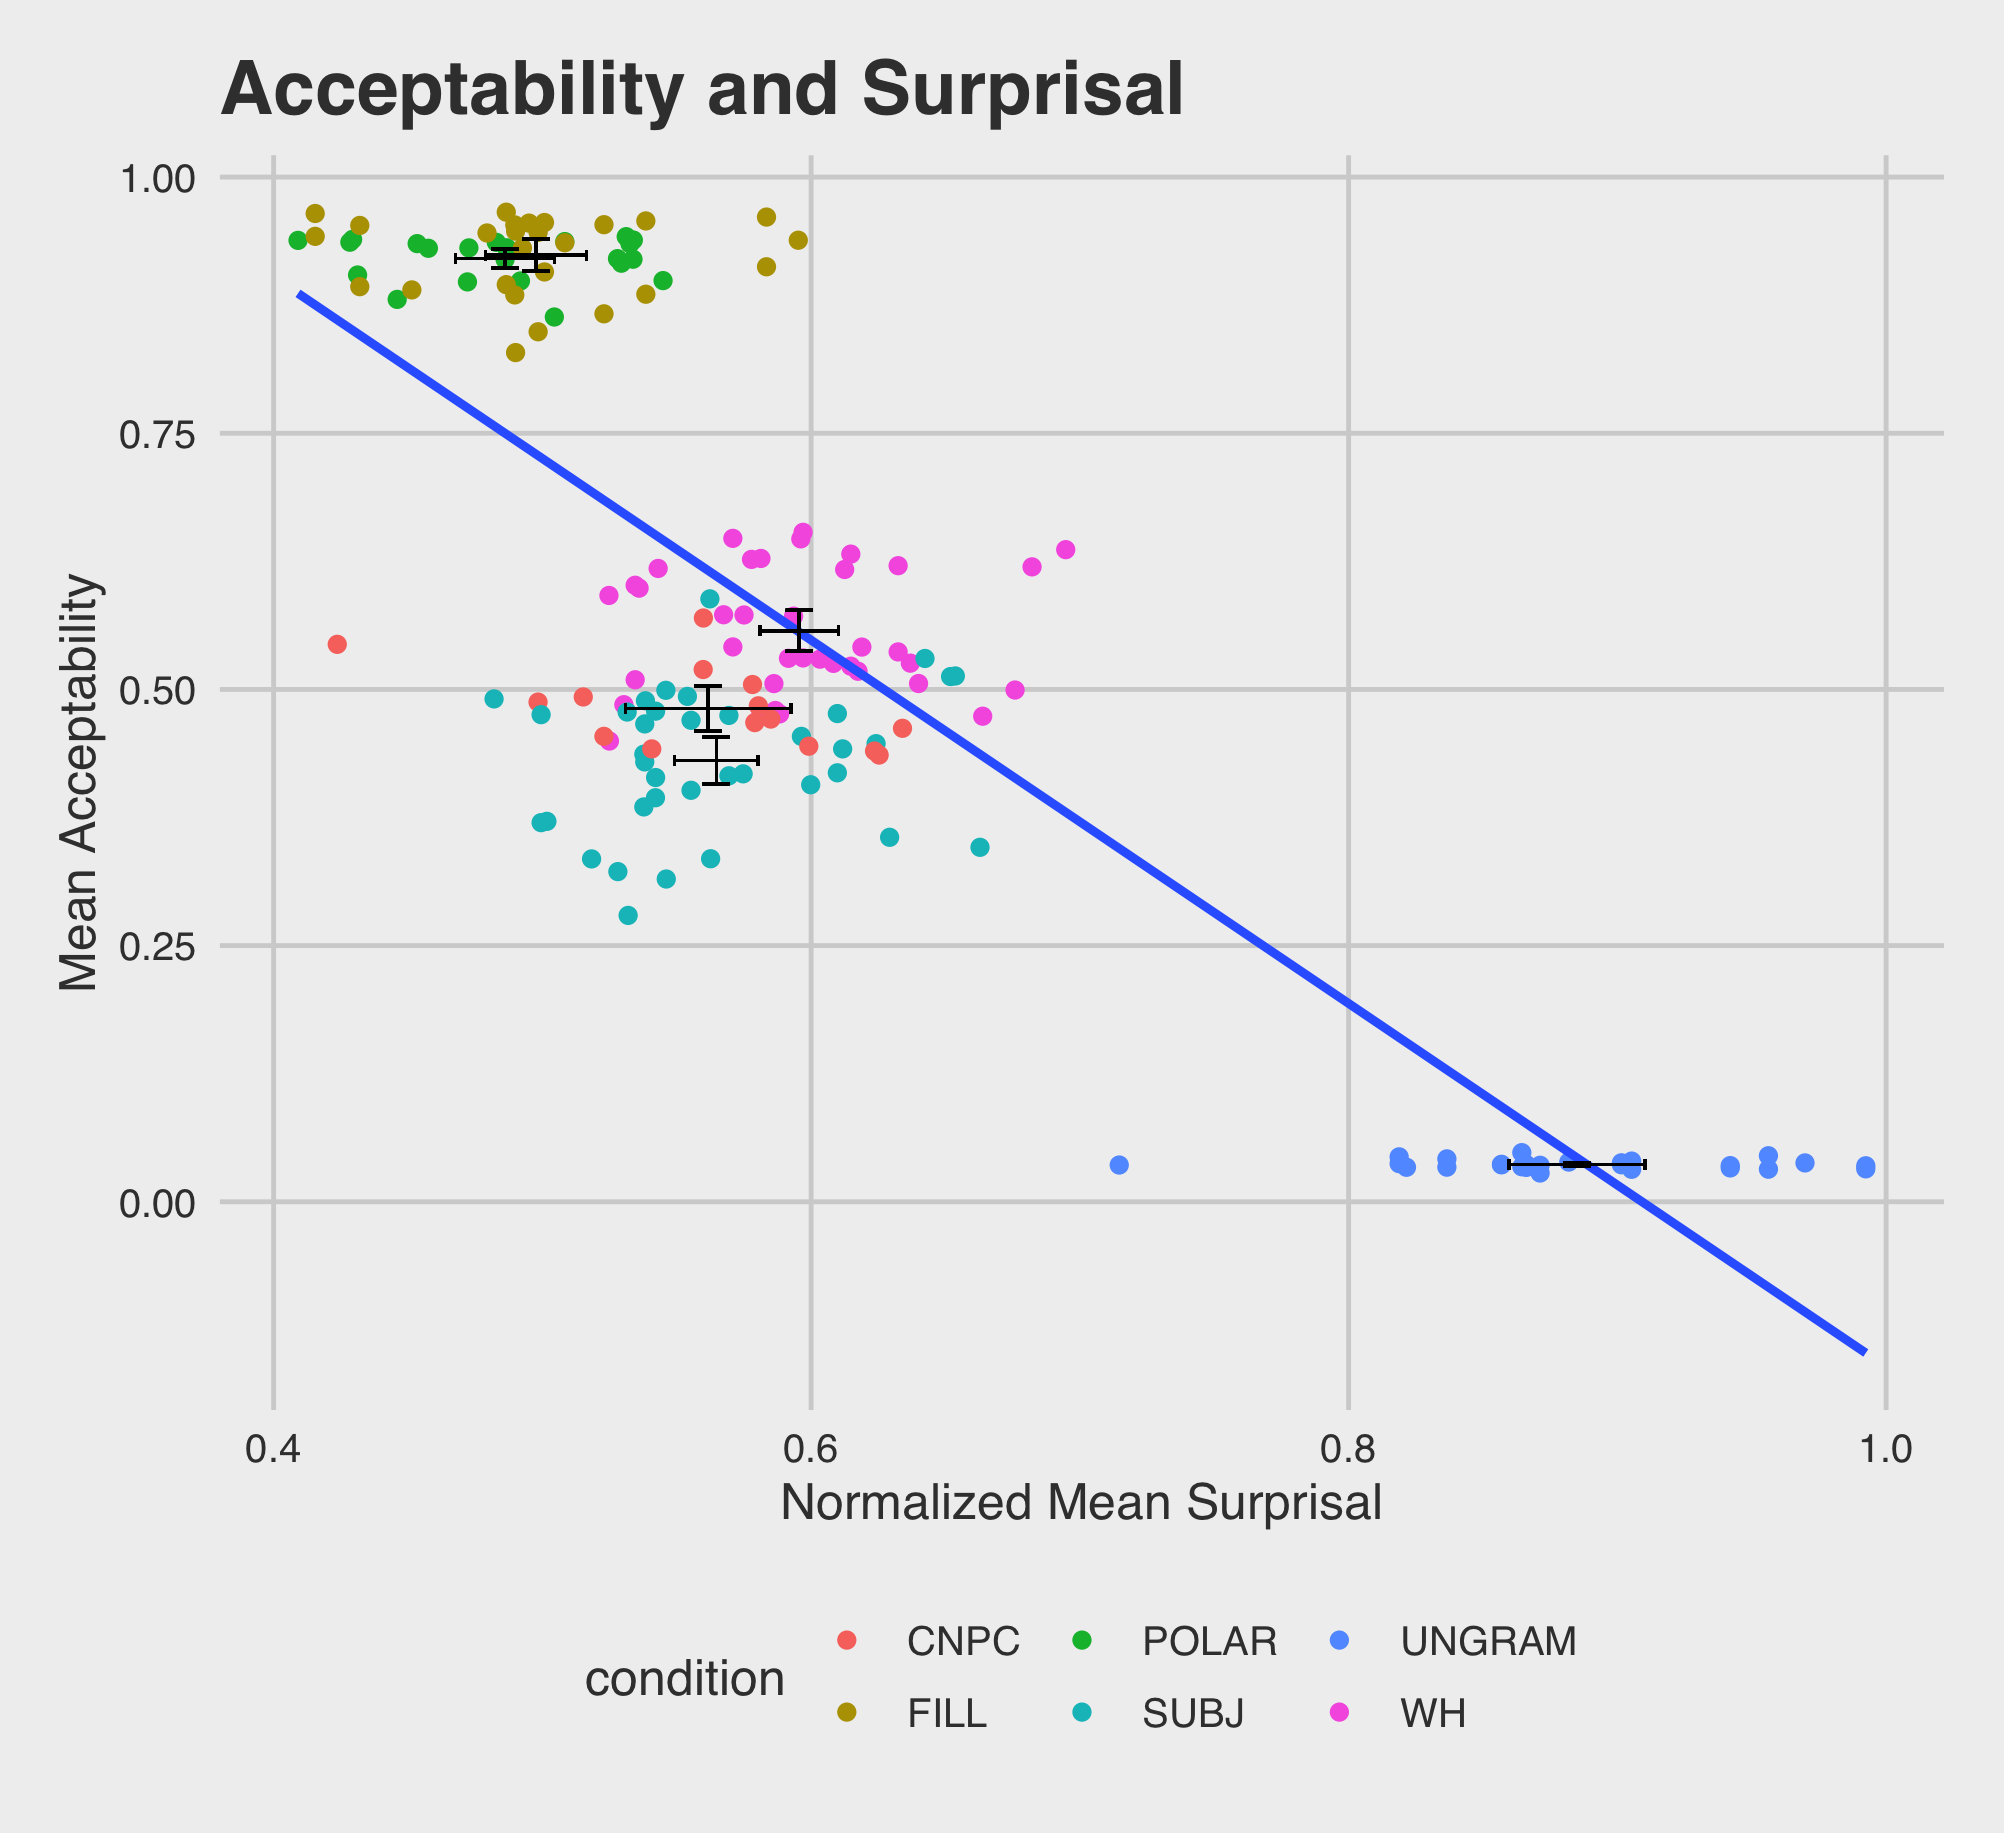 Acceptability and Surprisal
1.00
0.75
0.50
0.25
0.00
Mean Acceptability
0.4 0.6 0.8 1.0
Normalized Mean Surprisal
condition
CNPC POLAR UNGRAM
FILL SUBJ WH